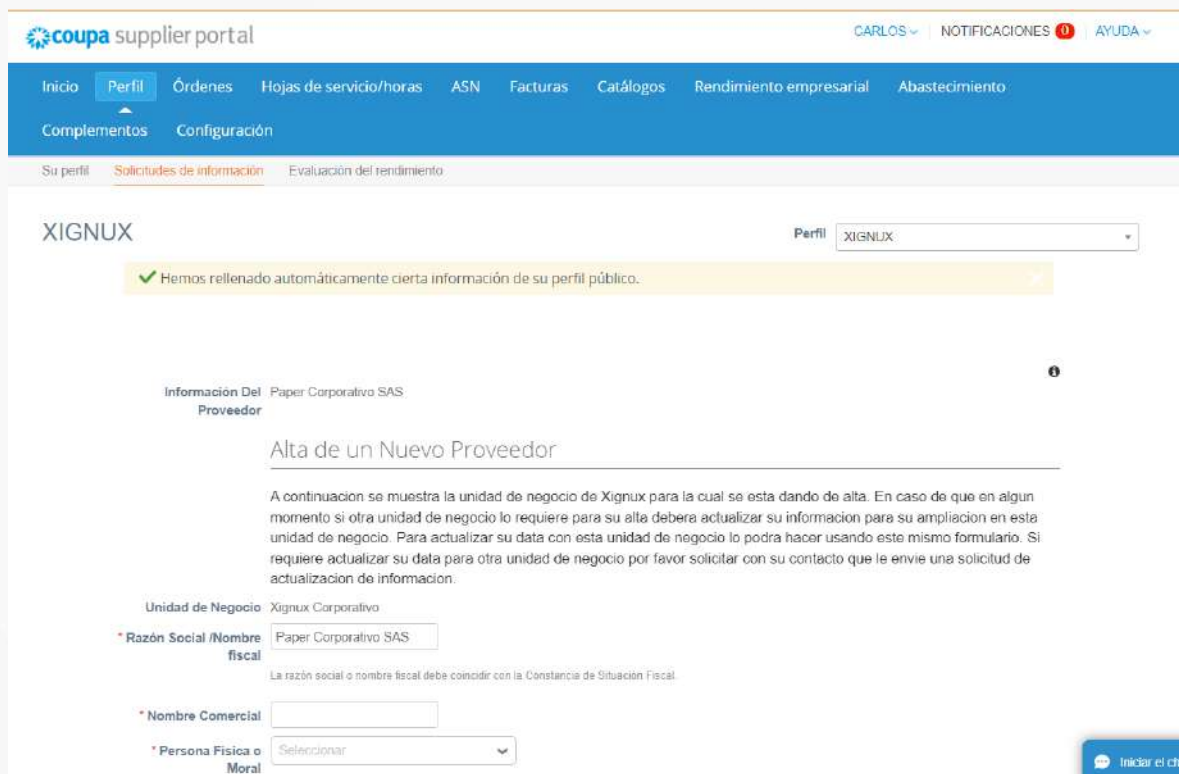 coupa supplier portal
CARLOS NOTIFICACIONES 0 AYUDA
Inicio Perfil Órdenes Hojas de servicio/horas ASN Facturas Catálogos Rendimiento empresarial Abastecimiento
Complementos Configuración
Su perfil Solicitudes de información Evaluación del rendimiento
XIGNUX
Perfil XIGNUX
Hemos rellenado automáticamente cierta información de su perfil público.
Información Del Proveedor Paper Corporativo SAS
Alta de un Nuevo Proveedor
A continuacion se muestra la unidad de negocio de Xignux para la cual se esta dando de alta. En caso de que en algun
momento si otra unidad de negocio lo requiere para su alta debera actualizar su informacion para su ampliacion en esta
unidad de negocio. Para actualizar su data con esta unidad de negocio lo podra hacer usando este mismo formulario. Si
requiere actualizar su data para otra unidad de negocio por favor solicitar con su contacto que le envie una solicitud de
actualizacion de informacion.
Unidad de Negocio Xignux Corporativo
* Razón Social /Nombre fiscal Paper Corporativo SAS
La razón social o nombre fiscal debe coincidir con la Constancia de Situación Fiscal.
* Nombre Comercial
* Persona Fisica o Moral Seleccionar
Iniciar el